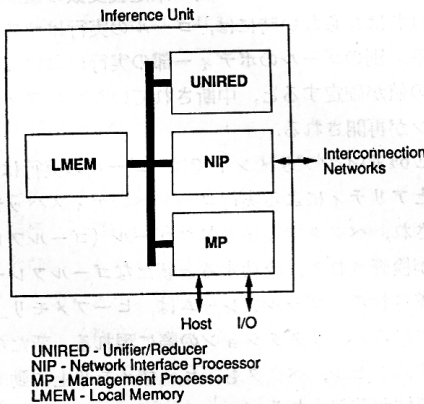 Inference Unit
UNIRED
LMEM
NIP
Interconnection
Networks
MP
Host
I/O
UNIRED - Unifier/Reducer
NIP - Network Interface Processor
MP - Management Processor
LMEM - Local Memory